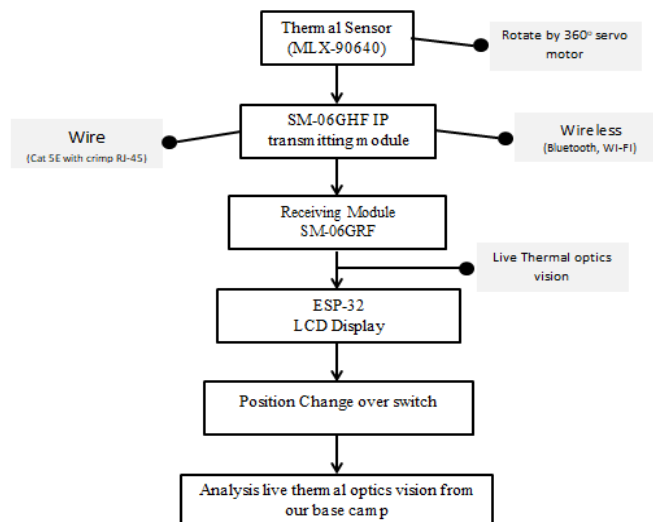 Thermal Sensor
(MLX-90640)
Rotate by 360° servo
motor
SM-06GHF IP
transmitting module
Wire
(Cat 5E with crimp RJ-45)
Wireless
(Bluetooth, WI-FI)
Receiving Module
SM-06GRF
Live Thermal optics
vision
ESP-32
LCD Display
Position Change over switch
Analysis live thermal optics vision from
our base camp